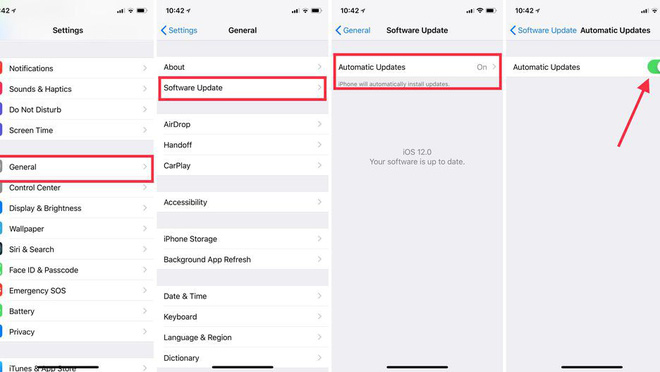 10:42
Settings
Notifications
Sounds & Haptics
Do Not Disturb
Screen Time
General
Control Center
Display & Brightness
Wallpaper
Siri & Search
Face ID & Passcode
Emergency SOS
Battery
Privacy
iTunes & App Store
10:42
Settings
General
About
Software Update
AirDrop
Handoff
CarPlay
Accessibility
iPhone Storage
Background App Refresh
Date & Time
Keyboard
Language & Region
Dictionary
10:42
General
Software Update
Automatic Updates On
iPhone will automatically install updates.
iOS 12.0
Your software is up to date.
10:42
Software Update
Automatic Updates
Automatic Updates